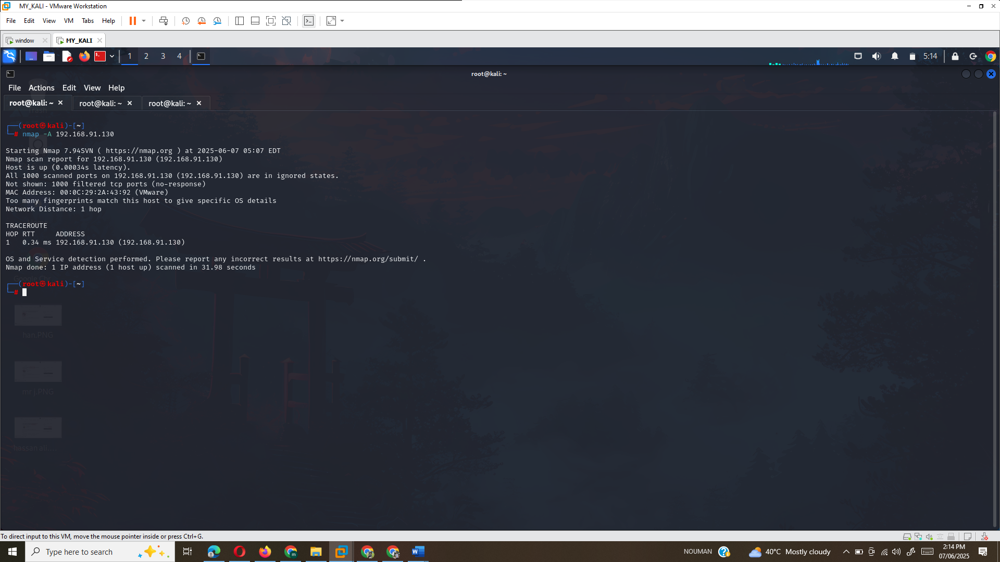 MY_KALI - VMware Workstation
File Edit View VM Tabs Help
window MY_KALI
1 2 3 4 5:14
root@kali: ~
File Actions Edit View Help
root@kali: ~ root@kali: ~ root@kali: ~
Trash
┌──(root㉿kali)-[~]
└─# nmap -A 192.168.91.130
Starting Nmap 7.94SVN ( https://nmap.org ) at 2025-06-07 05:07 EDT
Nmap scan report for 192.168.91.130 (192.168.91.130)
Host is up (0.00034s latency).
All 1000 scanned ports on 192.168.91.130 (192.168.91.130) are in ignored states.
Not shown: 1000 filtered tcp ports (no-response)
MAC Address: 00:0C:29:2A:43:92 (VMware)
Too many fingerprints match this host to give specific OS details
Network Distance: 1 hop
TRACEROUTE
HOP RTT ADDRESS
1 0.34 ms 192.168.91.130 (192.168.91.130)
OS and Service detection performed. Please report any incorrect results at https://nmap.org/submit/ .
Nmap done: 1 IP address (1 host up) scanned in 31.98 seconds
┌──(root㉿kali)-[~]
└─#
han.PNG
mr j.PNG
hassan ali....
To direct input to this VM, move the mouse pointer inside or press Ctrl+G.
Type here to search
NOUMAN 40°C Mostly cloudy 2:14 PM
07/06/2025